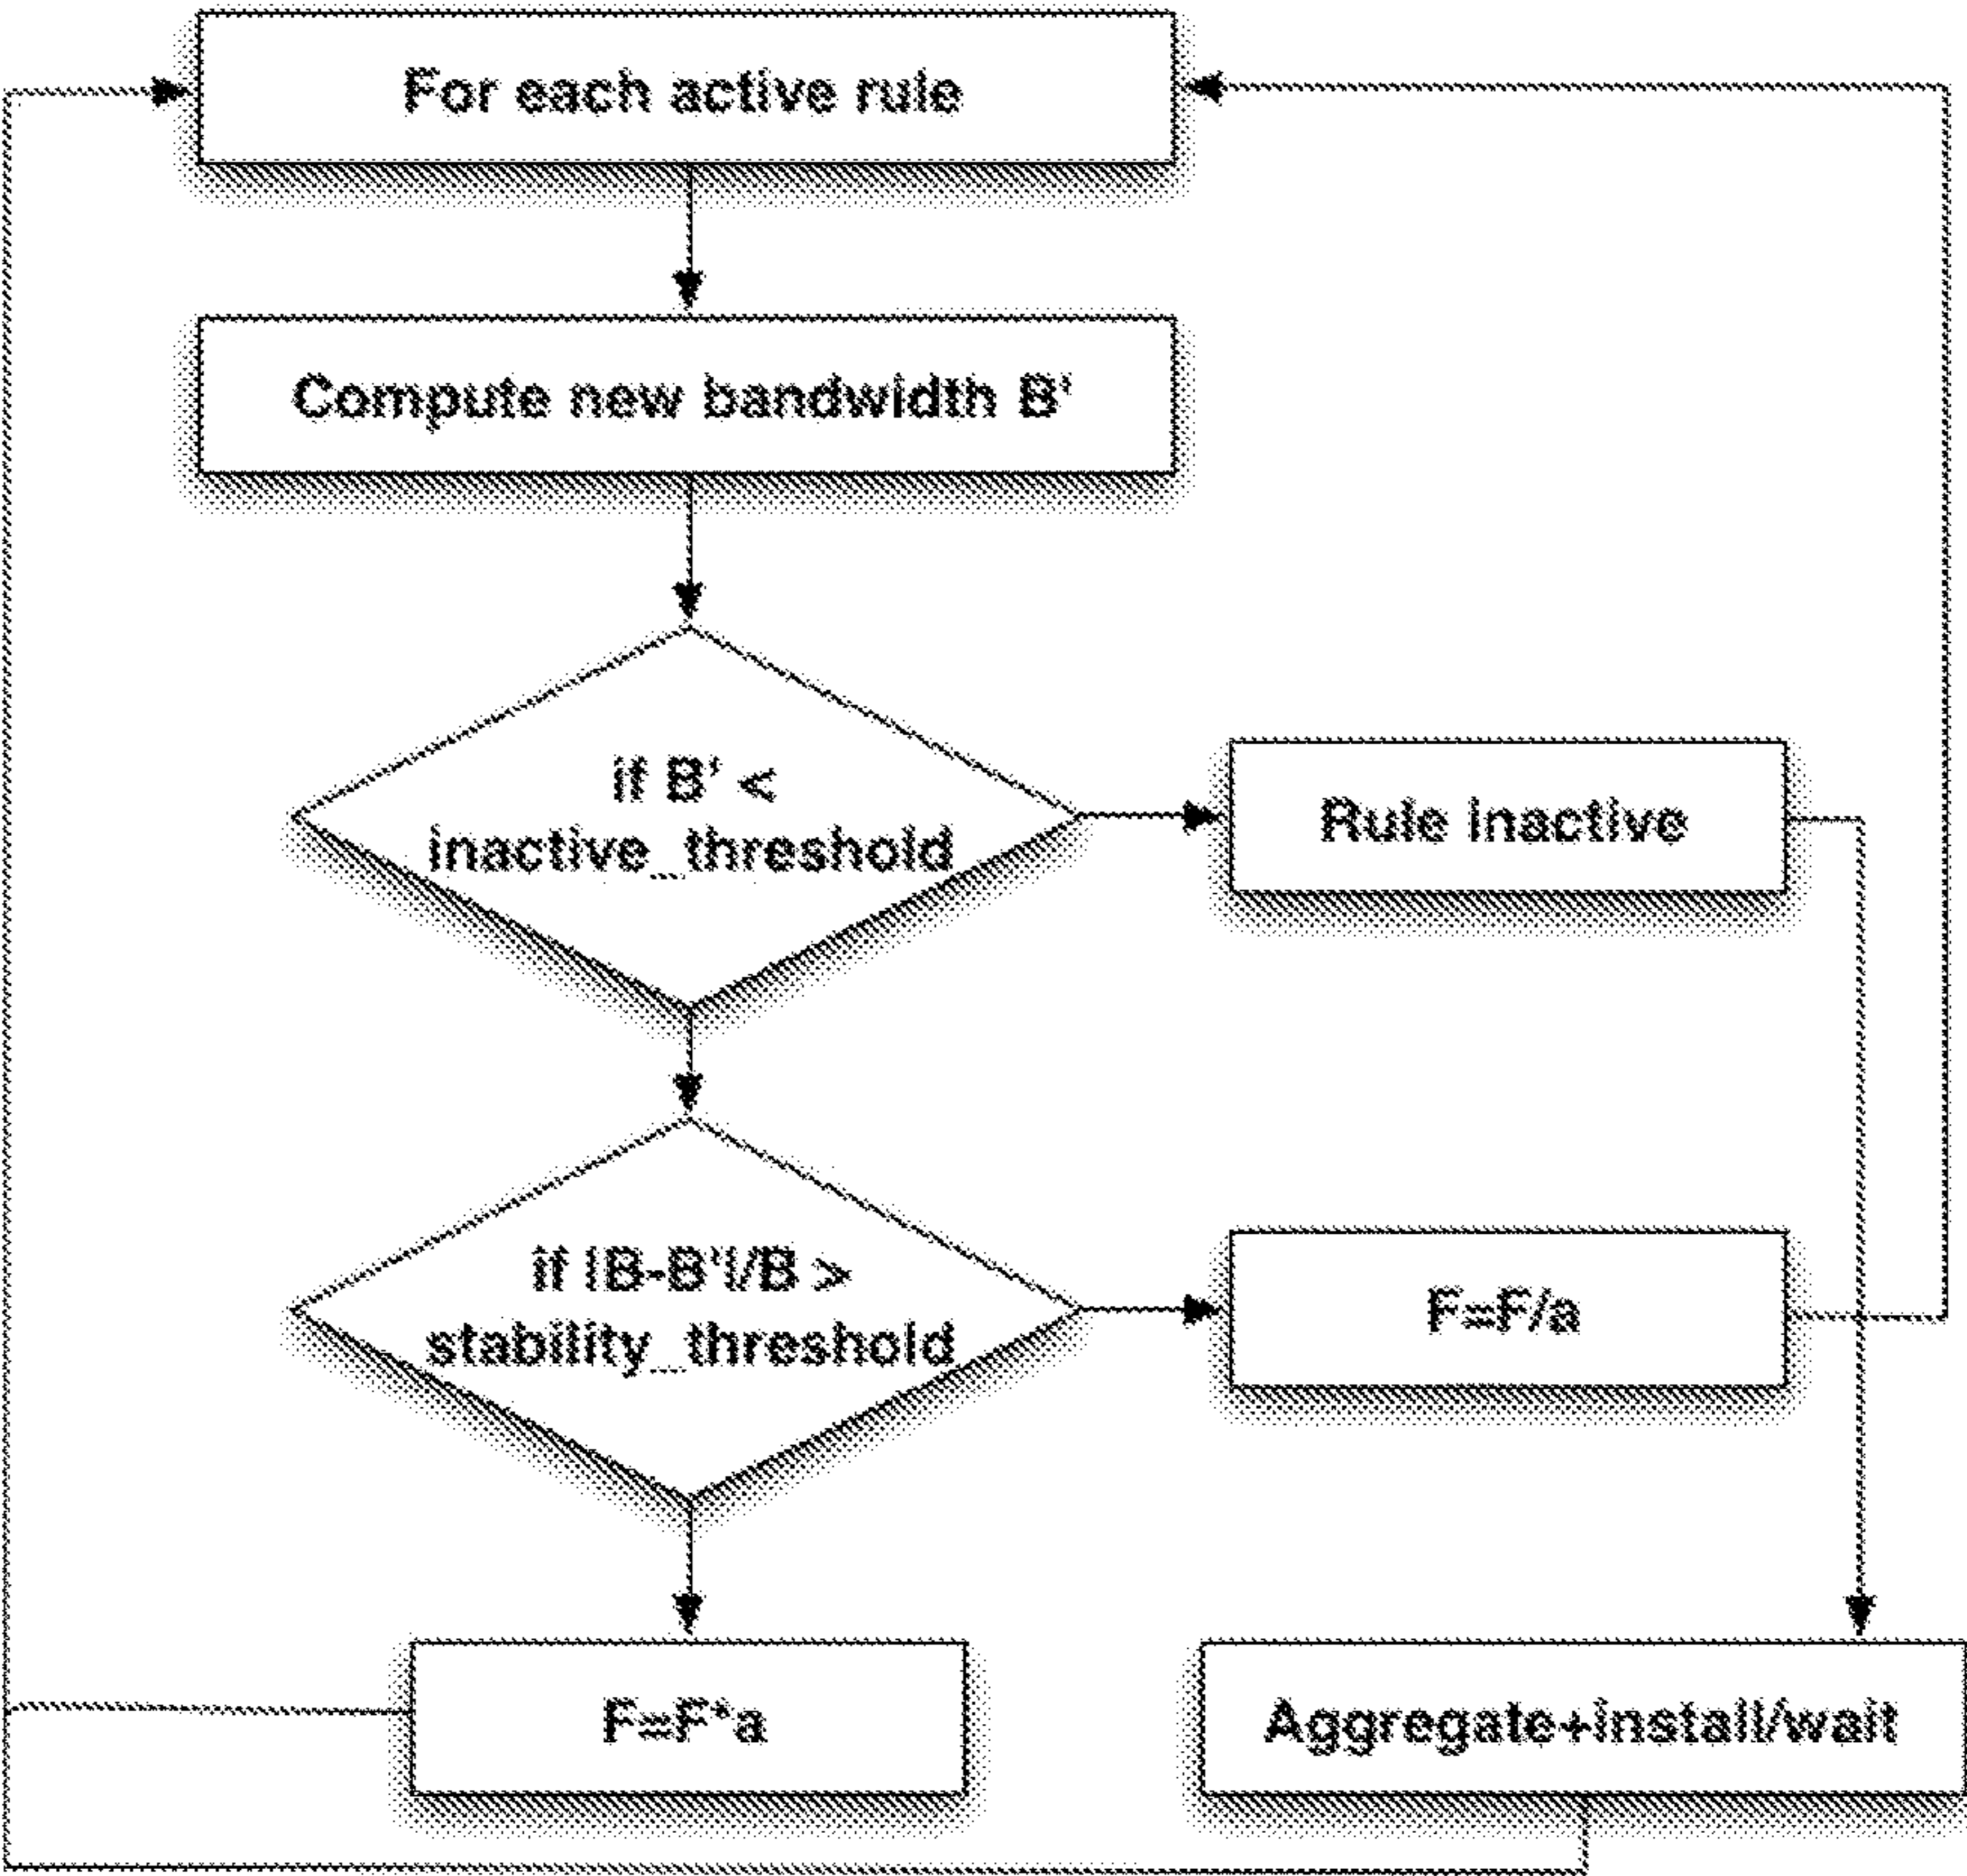 For each active rule
Compute new bandwidth B'
if B' <
inactive_threshold
Rule inactive
if |B-B'|/B >
stability_threshold
F=F/a
F=F*a
Aggregate+install/wait